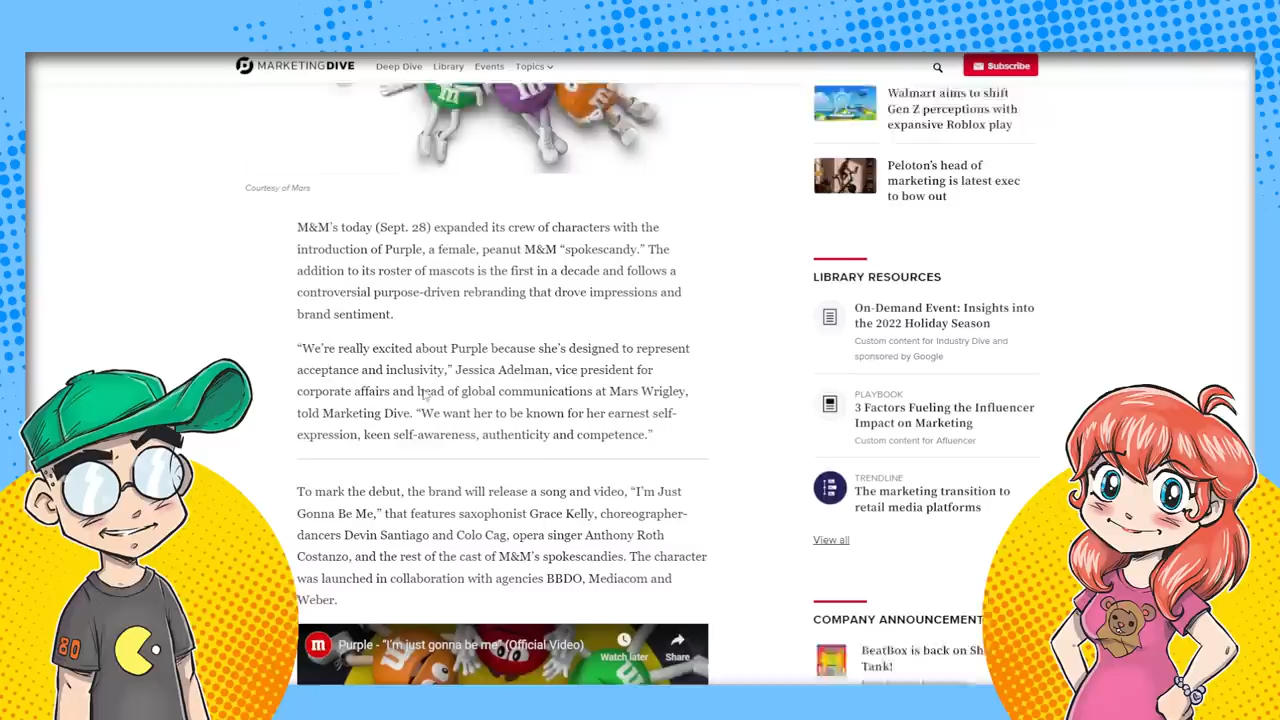 MARKETINGDIVE
Deep Dive Library Events Topics
Subscribe
m m m
Courtesy of Mars
M&M's today (Sept. 28) expanded its crew of characters with the
introduction of Purple, a female, peanut M&M “spokescandy.” The
addition to its roster of mascots is the first in a decade and follows a
controversial purpose-driven rebranding that drove impressions and
brand sentiment.
“We're really excited about Purple because she's designed to represent
acceptance and inclusivity,” Jessica Adelman, vice president for
corporate affairs and head of global communications at Mars Wrigley,
told Marketing Dive. “We want her to be known for her earnest self-
expression, keen self-awareness, authenticity and competence.”
To mark the debut, the brand will release a song and video, “I'm Just
Gonna Be Me,” that features saxophonist Grace Kelly, choreographer-
dancers Devin Santiago and Colo Cag, opera singer Anthony Roth
Costanzo, and the rest of the cast of M&M's spokescandies. The character
was launched in collaboration with agencies BBDO, Mediacom and
Weber.
m
Purple - “I'm just gonna be me” (Official Video)
Watch later
Share
Walmart aims to shift
Gen Z perceptions with
expansive Roblox play
Peloton's head of
marketing is latest exec
to bow out
LIBRARY RESOURCES
On-Demand Event: Insights into
the 2022 Holiday Season
Custom content for Industry Dive and
sponsored by Google
PLAYBOOK
3 Factors Fueling the Influencer
Impact on Marketing
Custom content for Afluencer
TRENDLINE
The marketing transition to
retail media platforms
View all
COMPANY ANNOUNCEMENT
BeatBox is back on Sh
Tank!
80